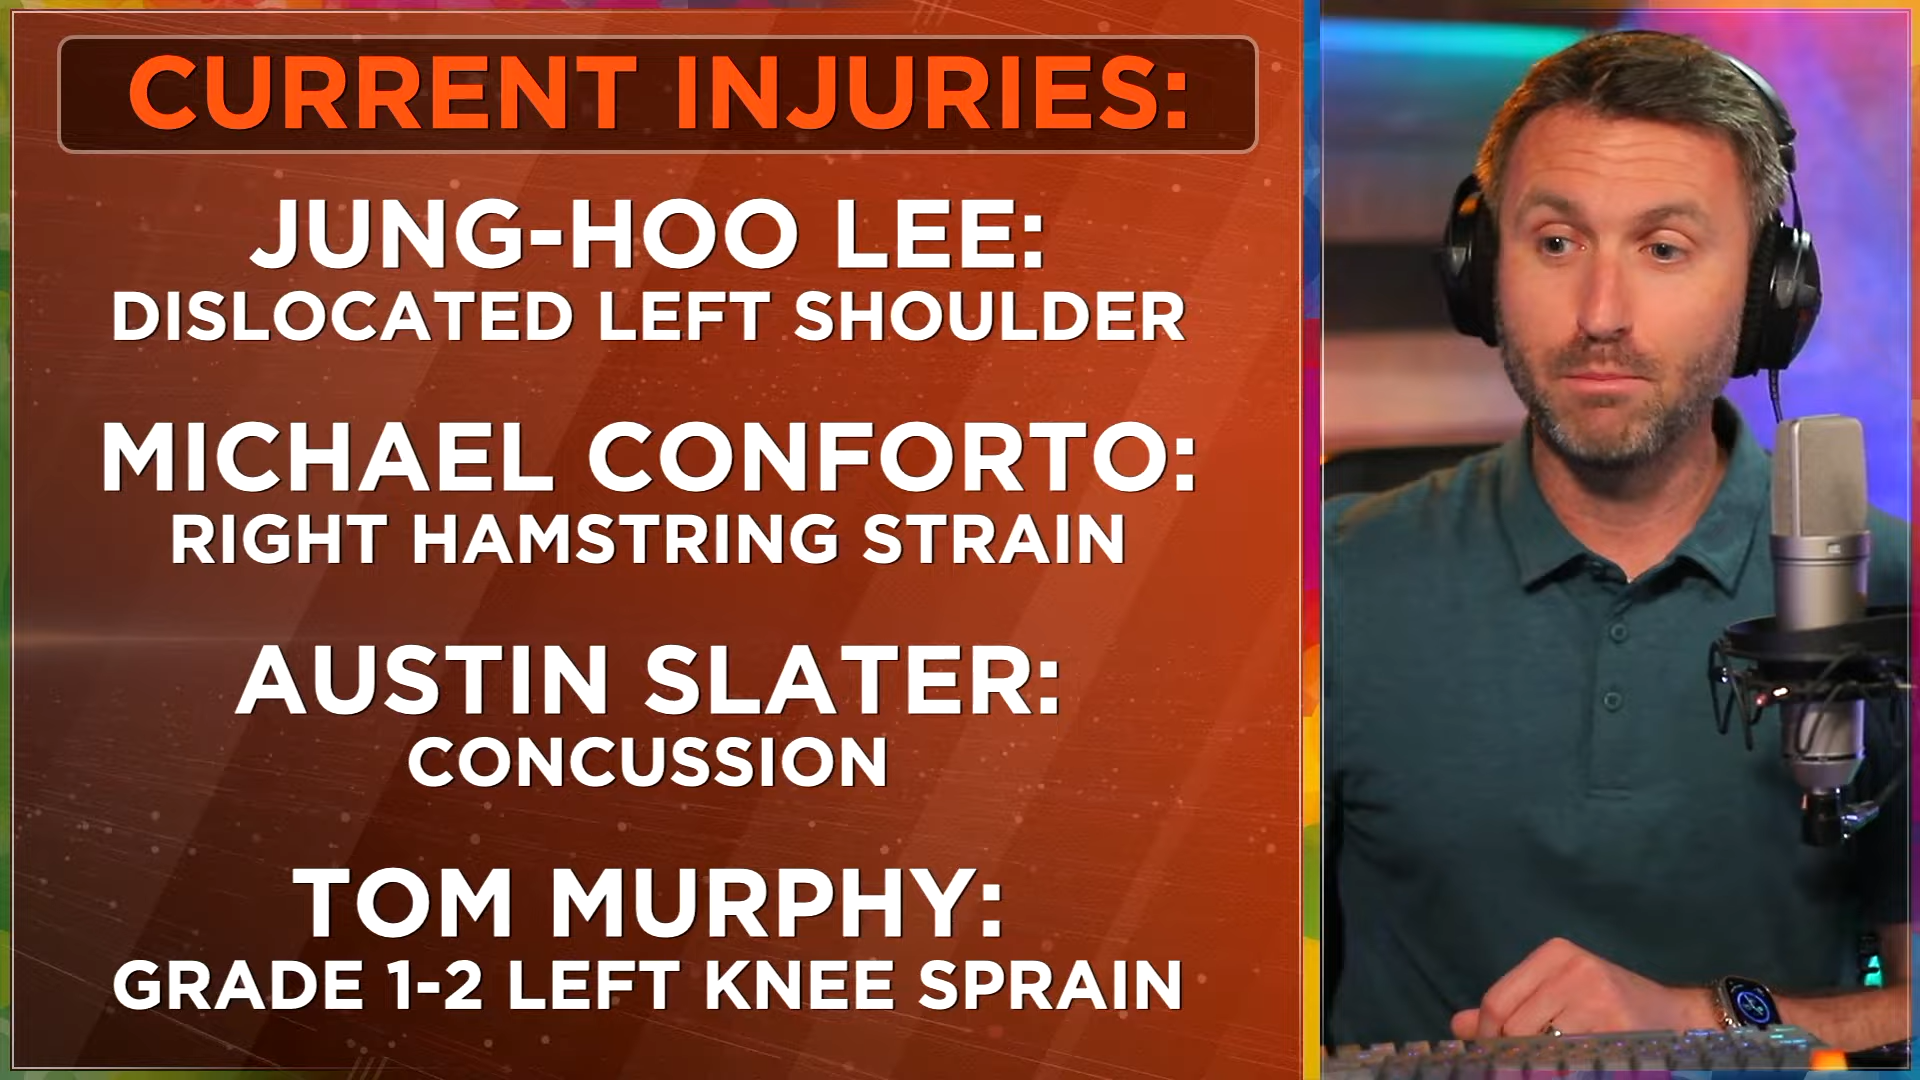 CURRENT INJURIES:
JUNG-HOO LEE:
DISLOCATED LEFT SHOULDER
MICHAEL CONFORTO:
RIGHT HAMSTRING STRAIN
AUSTIN SLATER:
CONCUSSION
TOM MURPHY:
GRADE 1-2 LEFT KNEE SPRAIN